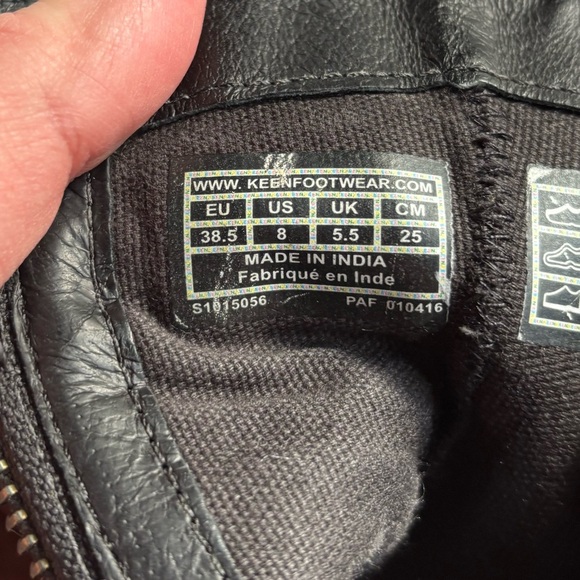 WWW. KEENFOOTWEAR.COM
EU US UK CM
38.5 8 5.5 25
MADE IN INDIA
Fabriqué en Inde
S1015056 PAF 010416